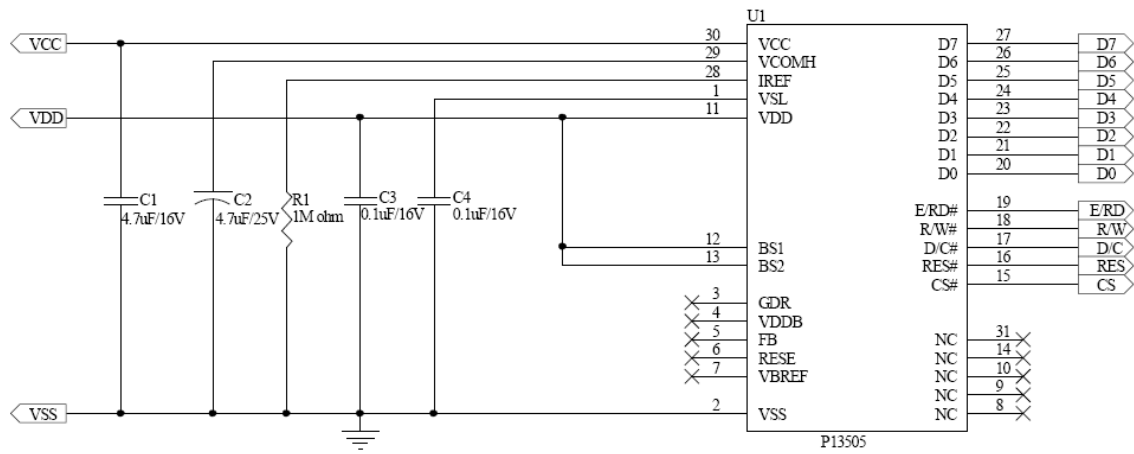 U1
VCC 30 VCC D7 27 D7
29 VCOMH D6 26 D6
28 IREF D5 25 D5
1 VSL D4 24 D4
VDD 11 VDD D3 23 D3
D2 22 D2
D1 21 D1
D0 20 D0
C1
4.7uF/16V
C2
4.7uF/25V
R1
1M ohm
C3
0.1uF/16V
C4
0.1uF/16V
E/RD# 19 E/RD
R/W# 18 R/W
12 BS1 D/C# 17 D/C
13 BS2 RES# 16 RES
CS# 15 CS
3 GDR
4 VDDB
5 FB NC 31
6 RESE NC 14
7 VBREF NC 10
NC 9
VSS 2 VSS NC 8
P13505